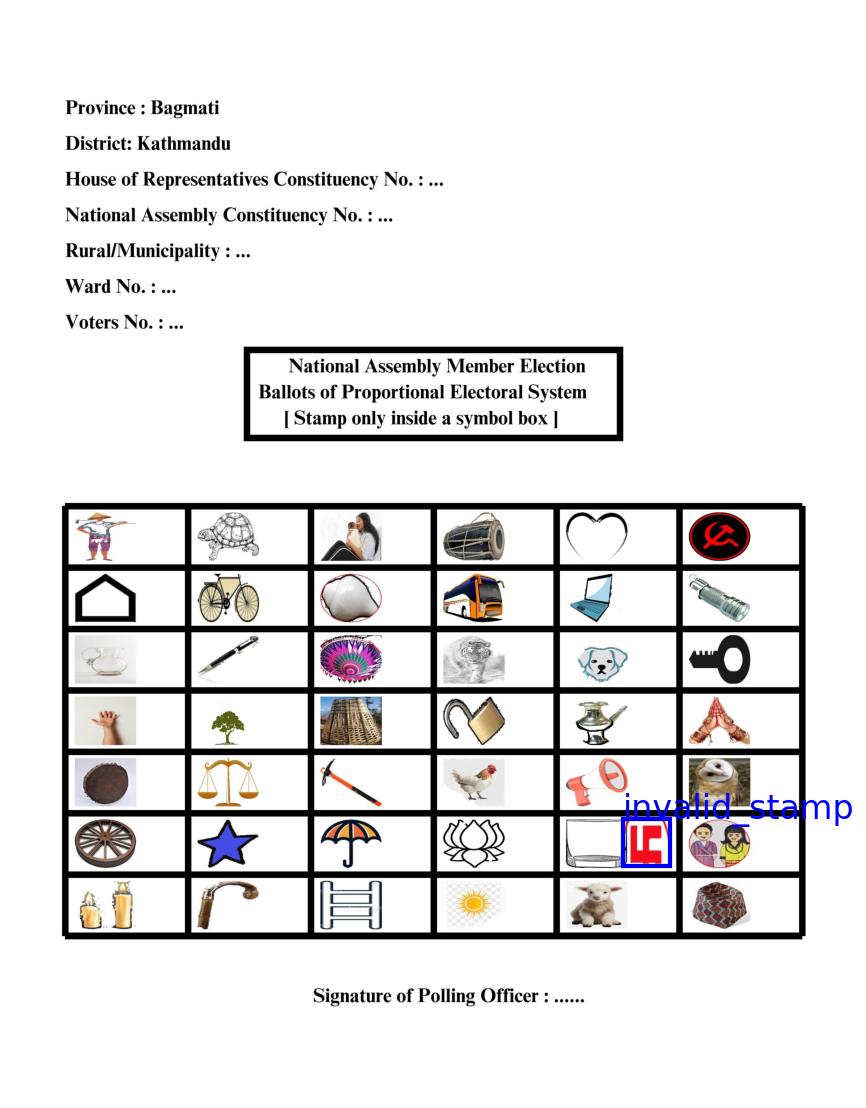 Province : Bagmati
District: Kathmandu
House of Representatives Constituency No. : ...
National Assembly Constituency No. : ...
Rural/Municipality : ...
Ward No. : ...
Voters No. : ...
National Assembly Member Election
Ballots of Proportional Electoral System
[ Stamp only inside a symbol box ]
invalid_stamp
Signature of Polling Officer : ......